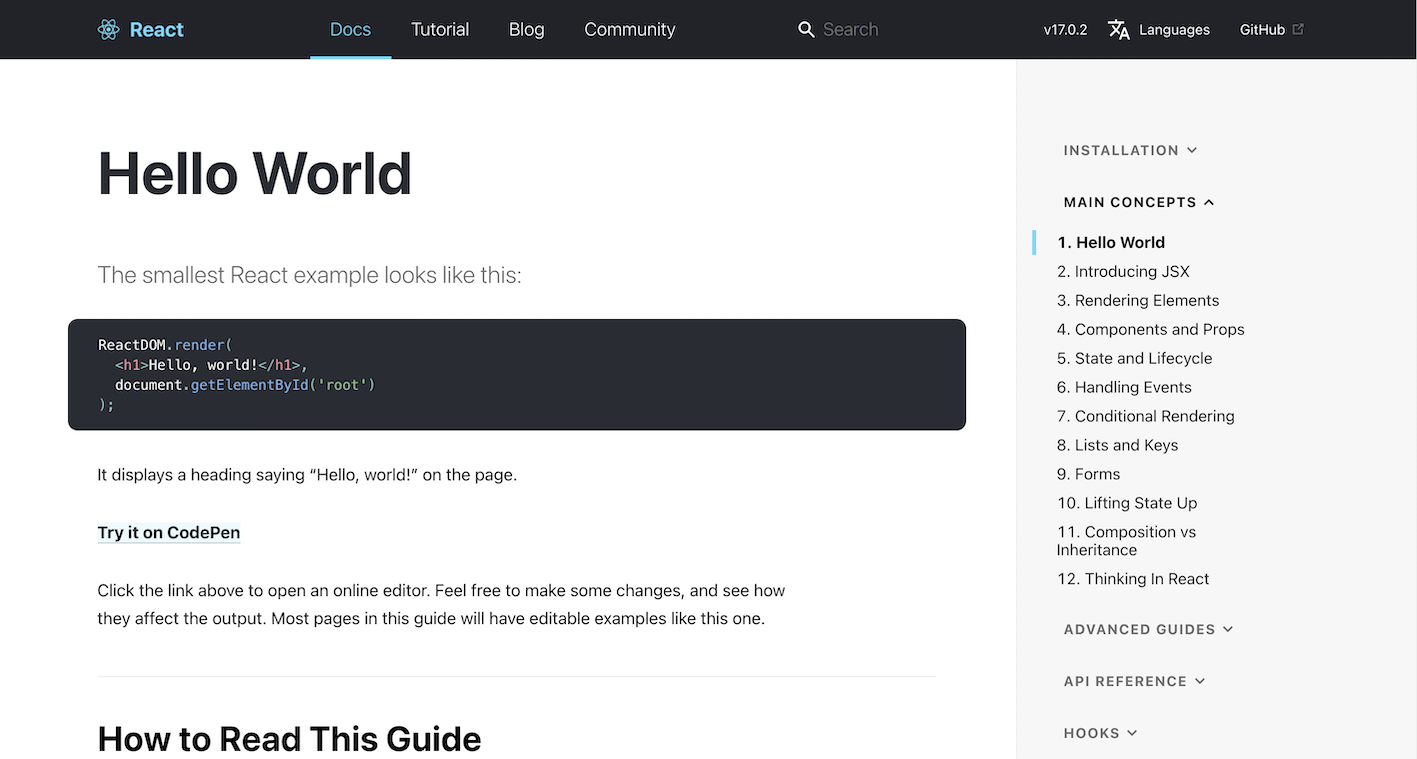 React
Docs
Tutorial
Blog
Community
Search
v17.0.2
Languages
GitHub
Hello World
The smallest React example looks like this:
ReactDOM.render(
  <h1>Hello, world!</h1>,
  document.getElementById('root')
);
It displays a heading saying “Hello, world!” on the page.
Try it on CodePen
Click the link above to open an online editor. Feel free to make some changes, and see how
they affect the output. Most pages in this guide will have editable examples like this one.
How to Read This Guide
INSTALLATION
MAIN CONCEPTS
1. Hello World
2. Introducing JSX
3. Rendering Elements
4. Components and Props
5. State and Lifecycle
6. Handling Events
7. Conditional Rendering
8. Lists and Keys
9. Forms
10. Lifting State Up
11. Composition vs
Inheritance
12. Thinking In React
ADVANCED GUIDES
API REFERENCE
HOOKS